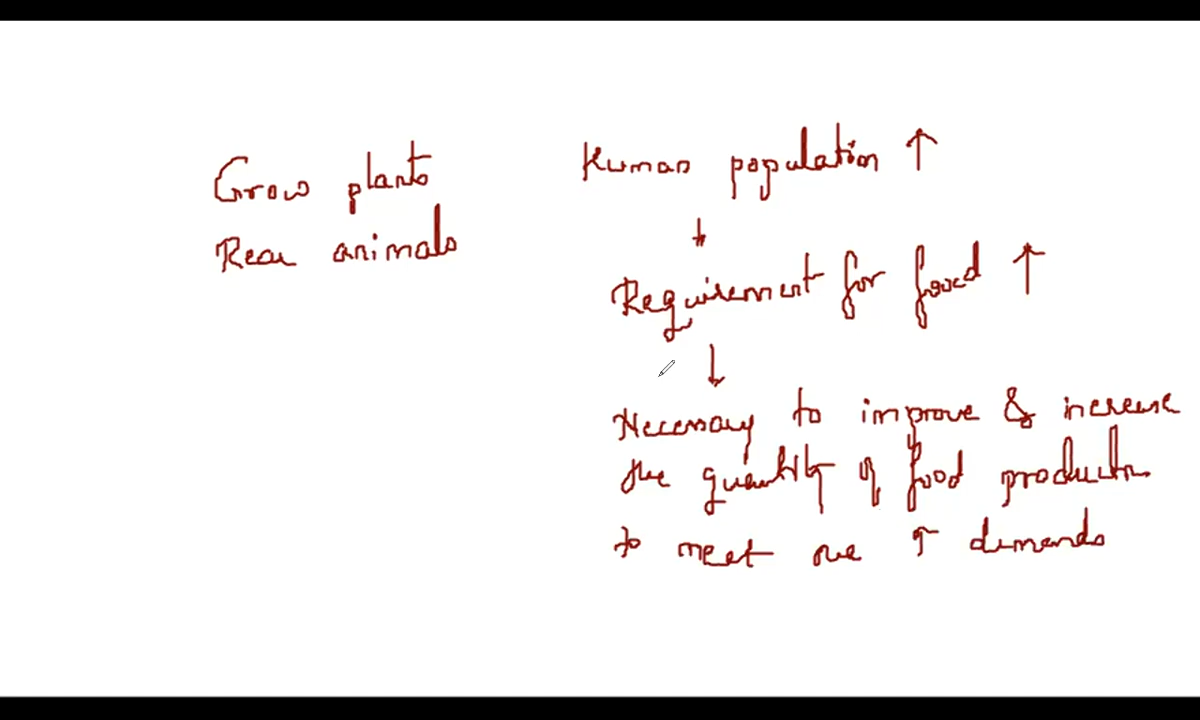 Grow plants
Rear animals
Human population ↑
↓
Requirement for food ↑
↓
Necessary to improve & increase
the quantity of food production
to meet the ↑ demands